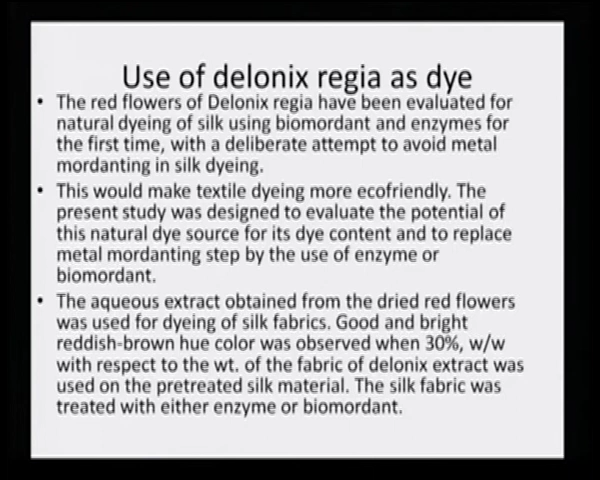 Use of delonix regia as dye
• The red flowers of Delonix regia have been evaluated for
natural dyeing of silk using biomordant and enzymes for
the first time, with a deliberate attempt to avoid metal
mordanting in silk dyeing.
• This would make textile dyeing more ecofriendly. The
present study was designed to evaluate the potential of
this natural dye source for its dye content and to replace
metal mordanting step by the use of enzyme or
biomordant.
• The aqueous extract obtained from the dried red flowers
was used for dyeing of silk fabrics. Good and bright
reddish-brown hue color was observed when 30%, w/w
with respect to the wt. of the fabric of delonix extract was
used on the pretreated silk material. The silk fabric was
treated with either enzyme or biomordant.